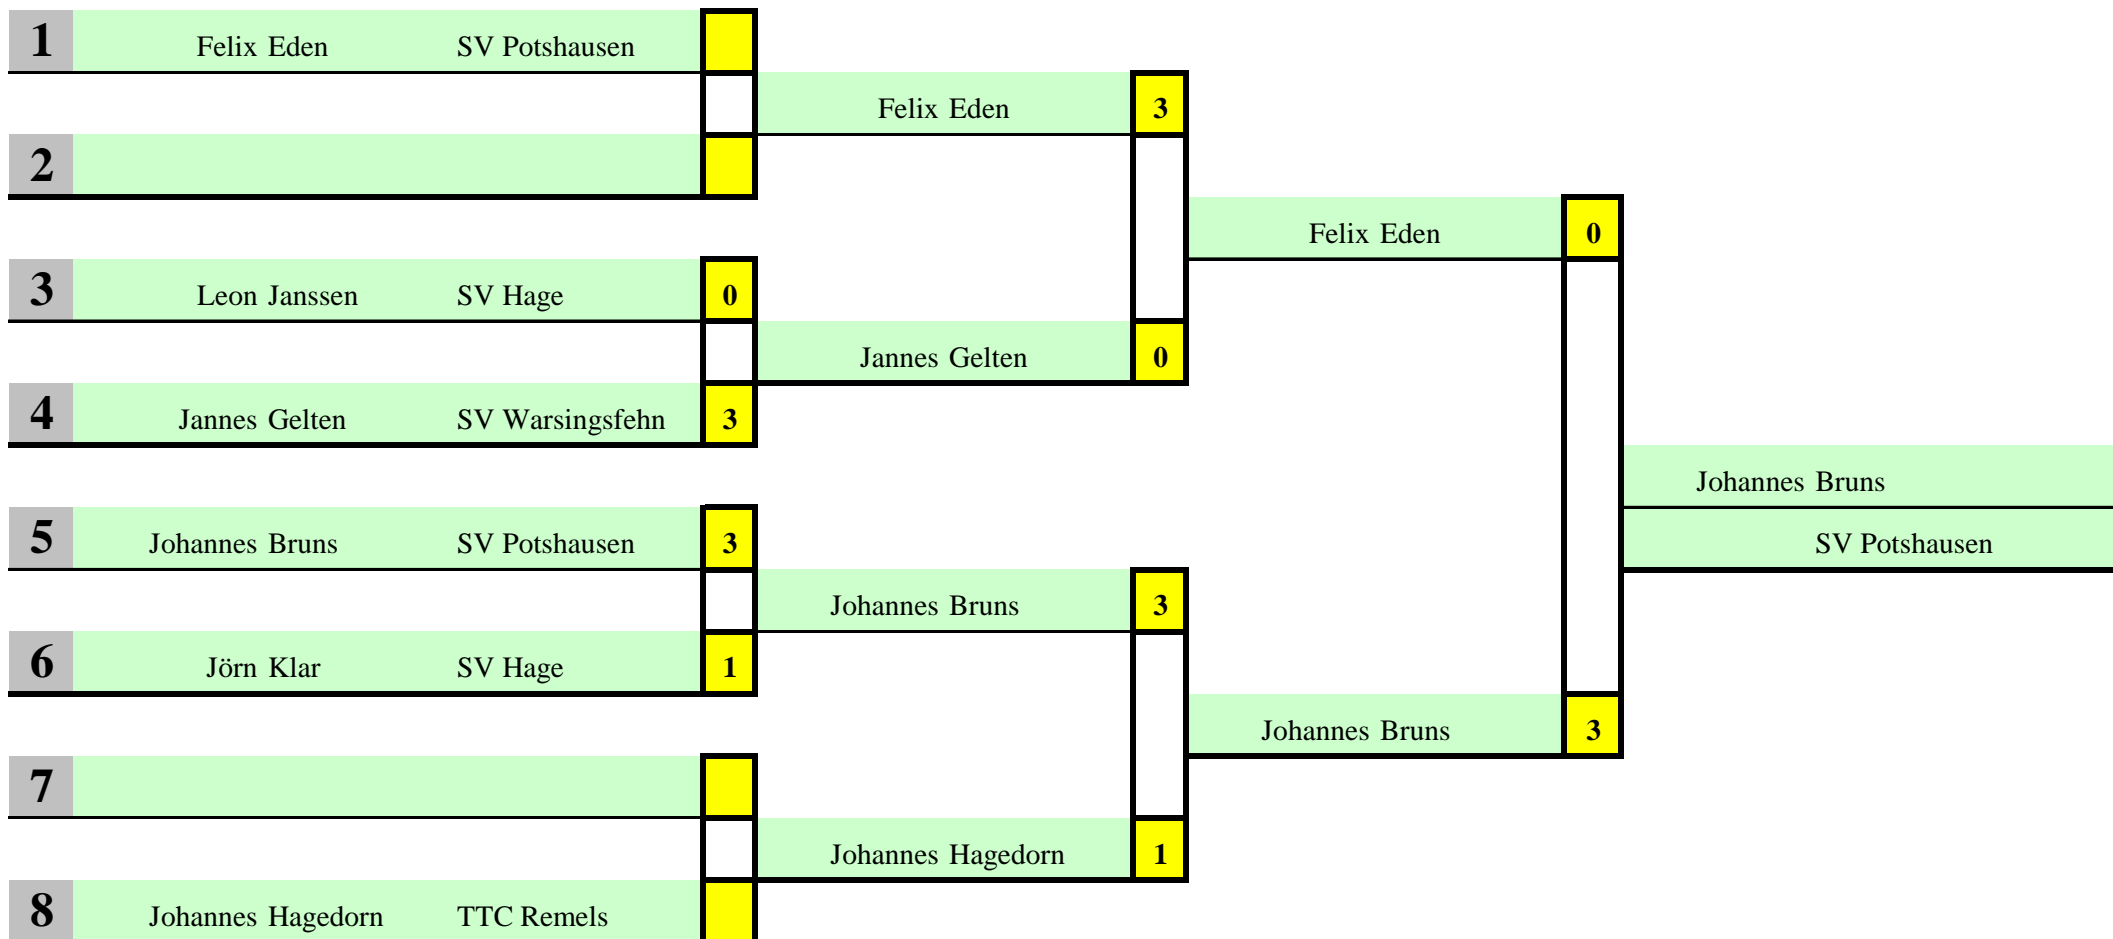 1 Felix Eden SV Potshausen
Felix Eden 3
2
Felix Eden 0
3 Leon Janssen SV Hage 0
Jannes Gelten 0
4 Jannes Gelten SV Warsingsfehn 3
Johannes Bruns
5 Johannes Bruns SV Potshausen 3 SV Potshausen
Johannes Bruns 3
6 Jörn Klar SV Hage 1
Johannes Bruns 3
7
Johannes Hagedorn 1
8 Johannes Hagedorn TTC Remels